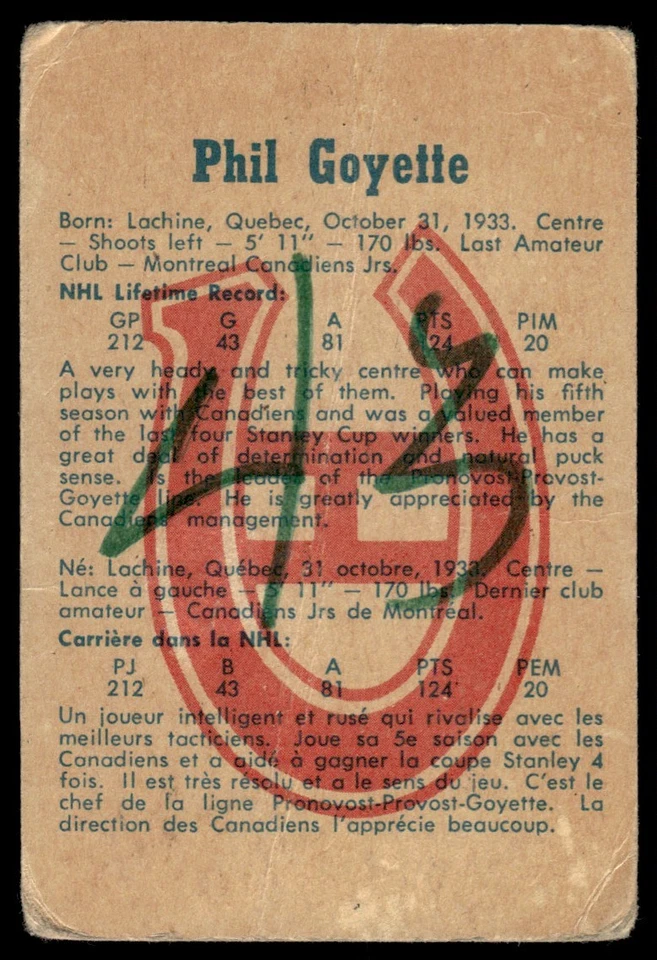 Phil Goyette
Born: Lachine, Quebec, October 31, 1933. Centre
— Shoots left — 5' 11" — 170 lbs. Last Amateur
Club — Montreal Canadiens Jrs.
NHL Lifetime Record:
GP G A PTS PIM
212 43 81 124 20
A very heady and tricky centre who can make
plays with the best of them. Playing his fifth
season with Canadiens and was a valued member
of the last four Stanley Cup winners. He has a
great deal of determination and natural puck
sense. Is the leader of the Pronovost-Provost-
Goyette line. He is greatly appreciated by the
Canadiens management.
43
Né: Lachine, Québec, 31 octobre, 1933. Centre —
Lance à gauche — 5' 11" — 170 lbs. Dernier club
amateur — Canadiens Jrs de Montréal.
Carrière dans la NHL:
PJ B A PTS PEM
212 43 81 124 20
Un joueur intelligent et rusé qui rivalise avec les
meilleurs tacticiens. Joue sa 5e saison avec les
Canadiens et a aidé à gagner la coupe Stanley 4
fois. Il est très résolu et a le sens du jeu. C'est le
chef de la ligne Pronovost-Provost-Goyette. La
direction des Canadiens l'apprécie beaucoup.